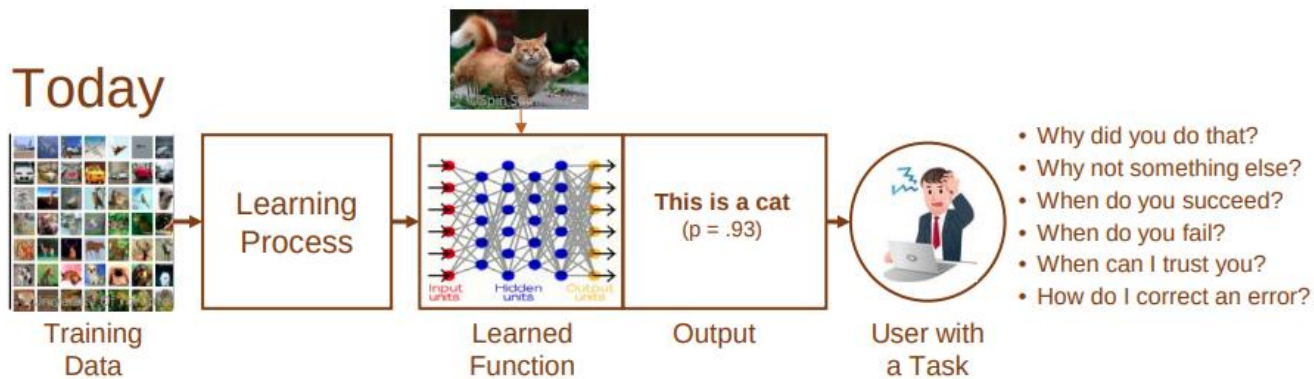 Today
Learning
Process
Input
units
Hidden
units
Output
units
This is a cat
(p = .93)
• Why did you do that?
• Why not something else?
• When do you succeed?
• When do you fail?
• When can I trust you?
• How do I correct an error?
Training
Data
Learned
Function
Output
User with
a Task